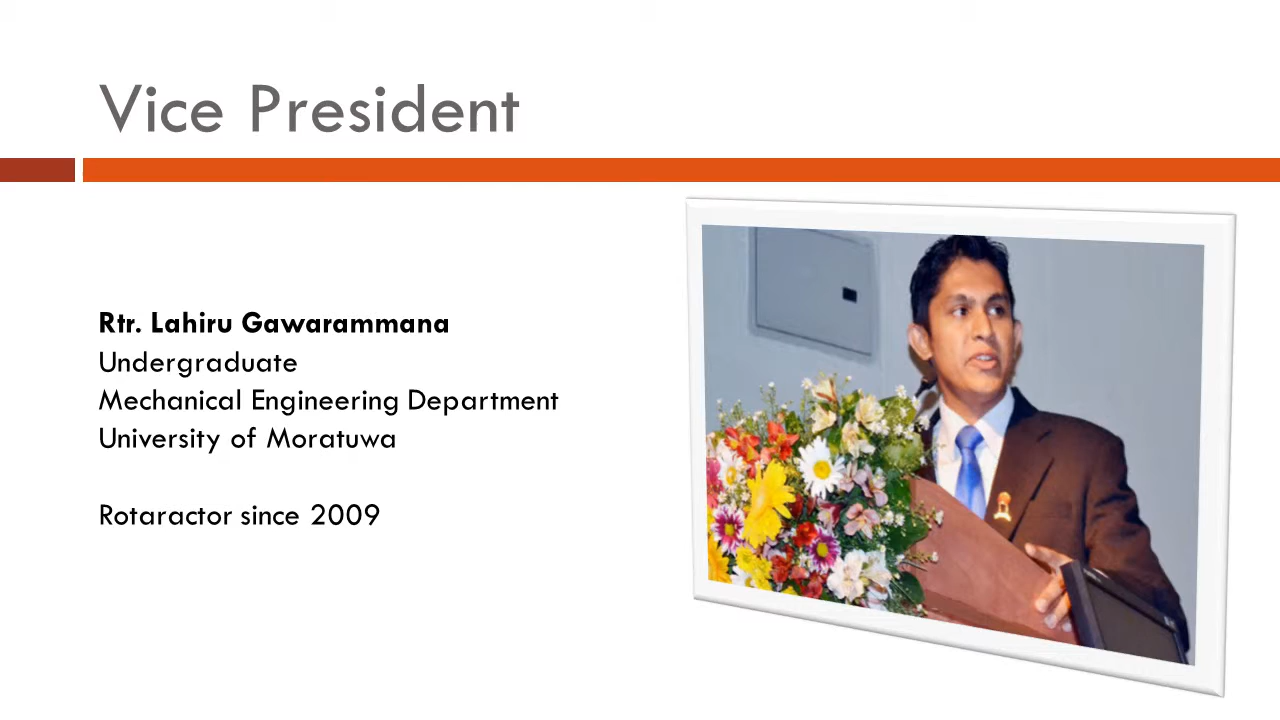 Vice President
Rtr. Lahiru Gawarammana
Undergraduate
Mechanical Engineering Department
University of Moratuwa
Rotaractor since 2009